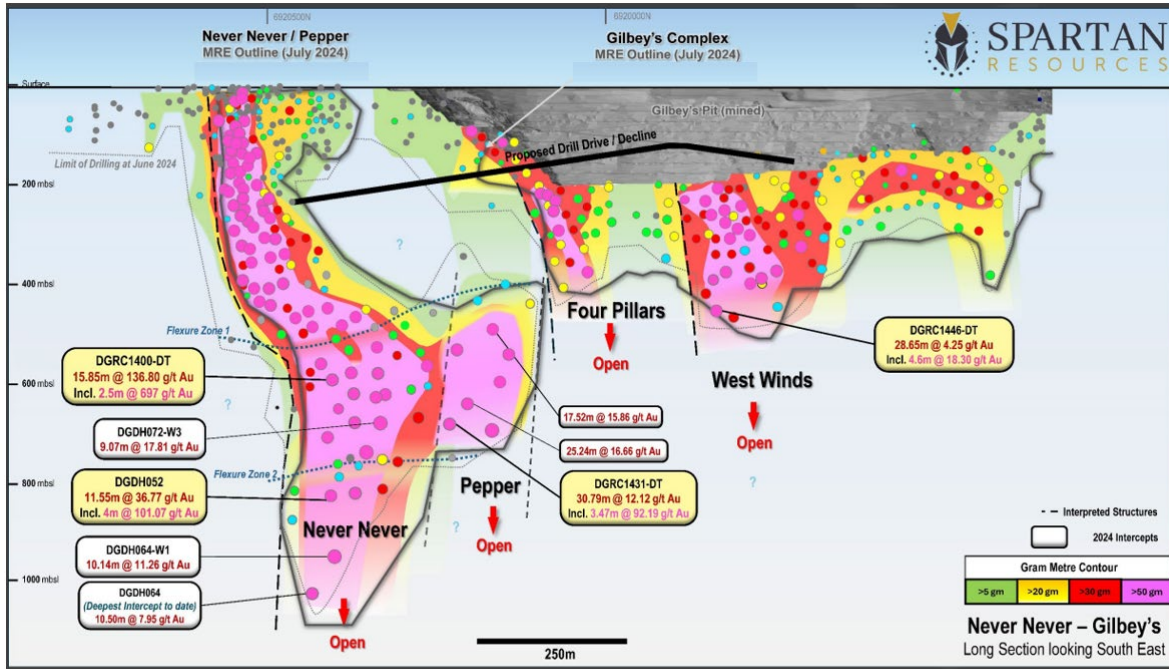 6920500N
6920000N
Never Never / Pepper
MRE Outline (July 2024)
Gilbey's Complex
MRE Outline (July 2024)
SPARTAN
RESOURCES
Surface
Gilbey's Pit (mined)
Proposed Drill Drive / Decline
Limit of Drilling at June 2024
200 mbsl
?
400 mbsl
Flexure Zone 1
Four Pillars
Open
DGRC1446-DT
28.65m @ 4.25 g/t Au
Incl. 4.6m @ 18.30 g/t Au
DGRC1400-DT
15.85m @ 136.80 g/t Au
Incl. 2.5m @ 697 g/t Au
West Winds
Open
600 mbsl
?
17.52m @ 15.86 g/t Au
DGDH072-W3
9.07m @ 17.81 g/t Au
25.24m @ 16.66 g/t Au
Flexure Zone 2
?
800 mbsl
DGDH052
11.55m @ 36.77 g/t Au
Incl. 4m @ 101.07 g/t Au
Pepper
DGRC1431-DT
30.79m @ 12.12 g/t Au
Incl. 3.47m @ 92.19 g/t Au
Never Never
?
Open
Interpreted Structures
2024 Intercepts
DGDH064-W1
10.14m @ 11.26 g/t Au
1000 mbsl
DGDH064
(Deepest Intercept to date)
10.50m @ 7.95 g/t Au
Gram Metre Contour
>5 gm
>20 gm
>30 gm
>50 gm
Open
250m
Never Never – Gilbey's
Long Section looking South East